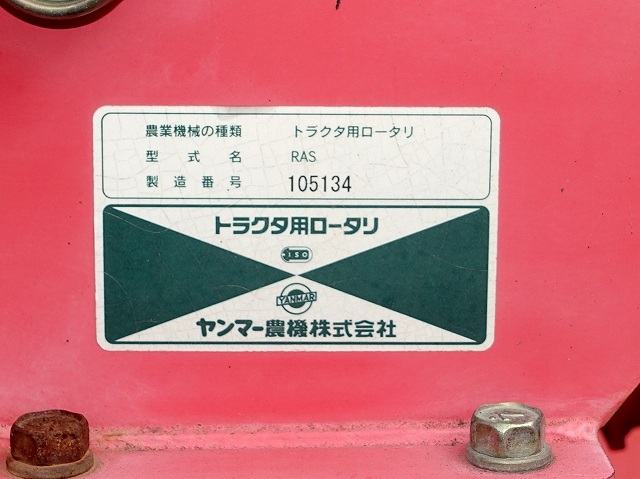 農業機械の種類 トラクタ用ロータリ
型式名 RAS
製造番号 105134
トラクタ用ロータリ
ISO
YANMAR
ヤンマー農機株式会社